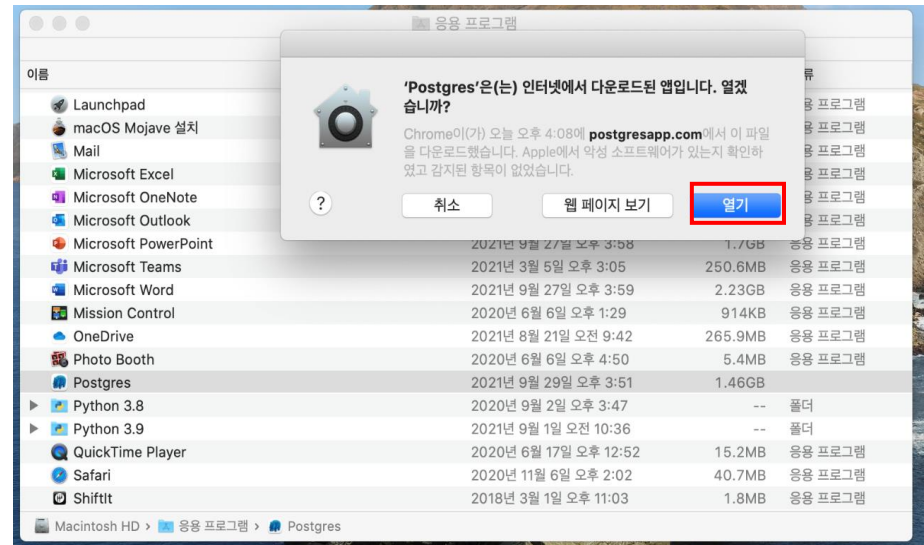 응용 프로그램
이름
류
'Postgres'은(는) 인터넷에서 다운로드된 앱입니다. 열겠
습니까?
Chrome이(가) 오늘 오후 4:08에 postgresapp.com에서 이 파일
을 다운로드했습니다. Apple에서 악성 소프트웨어가 있는지 확인하
였고 감지된 항목이 없었습니다.
? 취소 웹 페이지 보기 열기
Launchpad 프로그램
macOS Mojave 설치 프로그램
Mail 프로그램
Microsoft Excel 프로그램
Microsoft OneNote 프로그램
Microsoft Outlook 프로그램
Microsoft PowerPoint 2021년 9월 27일 오후 3:58 1.7GB 응용 프로그램
Microsoft Teams 2021년 3월 5일 오후 3:05 250.6MB 응용 프로그램
Microsoft Word 2021년 9월 27일 오후 3:59 2.23GB 응용 프로그램
Mission Control 2020년 6월 6일 오후 1:29 914KB 응용 프로그램
OneDrive 2021년 8월 21일 오전 9:42 265.9MB 응용 프로그램
Photo Booth 2020년 6월 6일 오후 4:50 5.4MB 응용 프로그램
Postgres 2021년 9월 29일 오후 3:51 1.46GB
Python 3.8 2020년 9월 2일 오후 3:47 -- 폴더
Python 3.9 2021년 9월 1일 오전 10:36 -- 폴더
QuickTime Player 2020년 6월 17일 오후 12:52 15.2MB 응용 프로그램
Safari 2020년 11월 6일 오후 2:02 40.7MB 응용 프로그램
ShiftIt 2018년 3월 1일 오후 11:03 1.8MB 응용 프로그램
Macintosh HD › 응용 프로그램 › Postgres